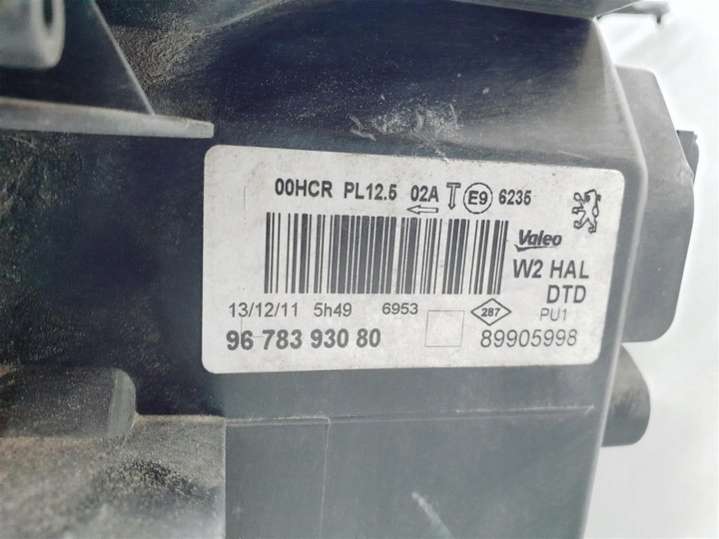 00HCR PL12.5 02A E9 6235
Valeo
W2 HAL
DTD
13/12/11 5h49 6953 287 PU1
96 783 930 80 89905998